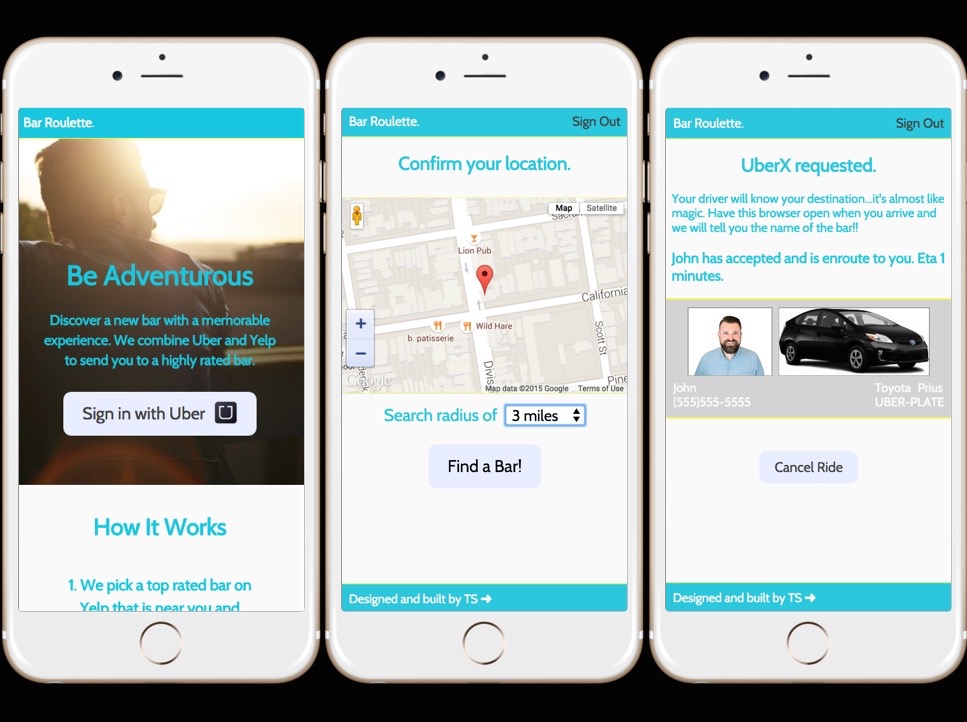 Bar Roulette.
Be Adventurous
Discover a new bar with a memorable
experience. We combine Uber and Yelp
to send you to a highly rated bar.
Sign in with Uber
How It Works
1. We pick a top rated bar on
Yelp that is near you and
Bar Roulette.
Sign Out
Confirm your location.
Map
Satellite
Lion Pub
California
Wild Hare
b. patisserie
Scott St
Divis
Pine
Google
Map data ©2015 Google
Terms of Use
Search radius of
3 miles
Find a Bar!
Designed and built by TS ➔
Bar Roulette.
Sign Out
UberX requested.
Your driver will know your destination...it's almost like
magic. Have this browser open when you arrive and
we will tell you the name of the bar!!
John has accepted and is enroute to you. Eta 1
minutes.
John
(555)555-5555
Toyota Prius
UBER-PLATE
Cancel Ride
Designed and built by TS ➔